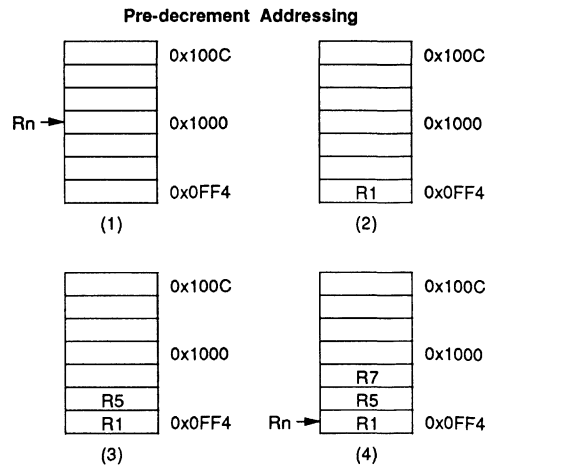 Pre-decrement Addressing
0x100C 0x100C
Rn 0x1000 0x1000
0x0FF4 R1 0x0FF4
(1) (2)
0x100C 0x100C
0x1000 0x1000
R7
R5 R5
R1 0x0FF4 Rn R1 0x0FF4
(3) (4)